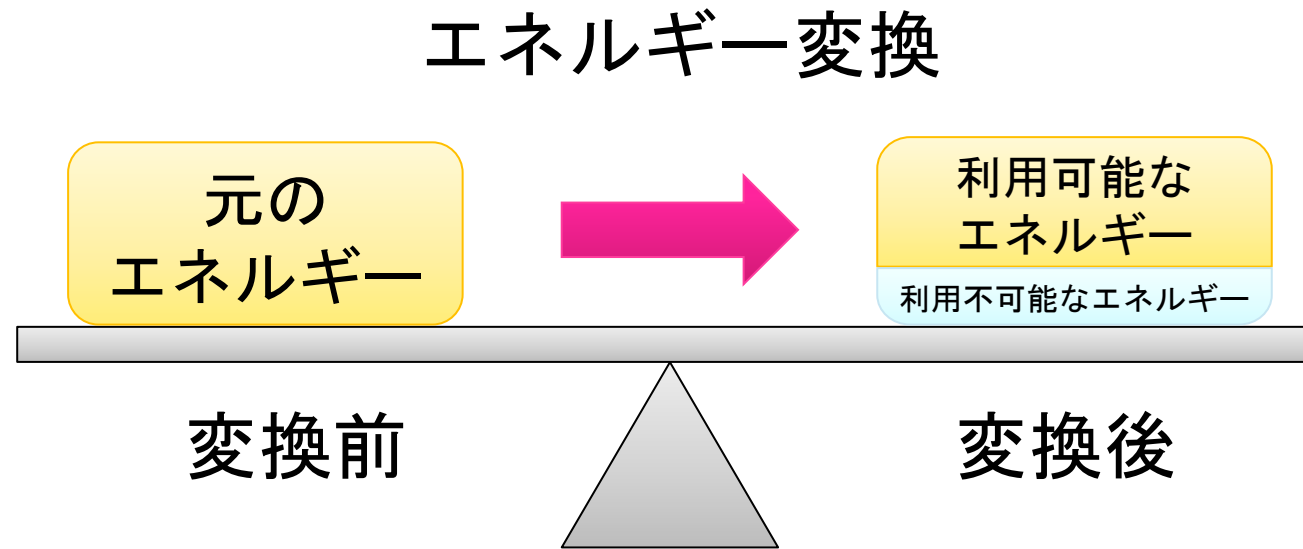 エネルギー変換
元の
エネルギー
利用可能な
エネルギー
利用不可能なエネルギー
変換前
変換後